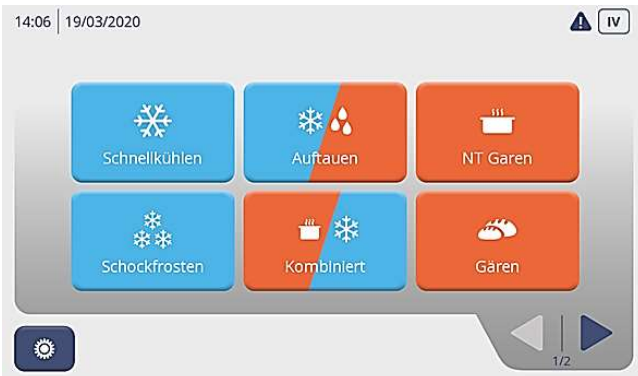 14:06 19/03/2020
IV
Schnellkühlen
Auftauen
NT Garen
Schockfrosten
Kombiniert
Gären
1/2